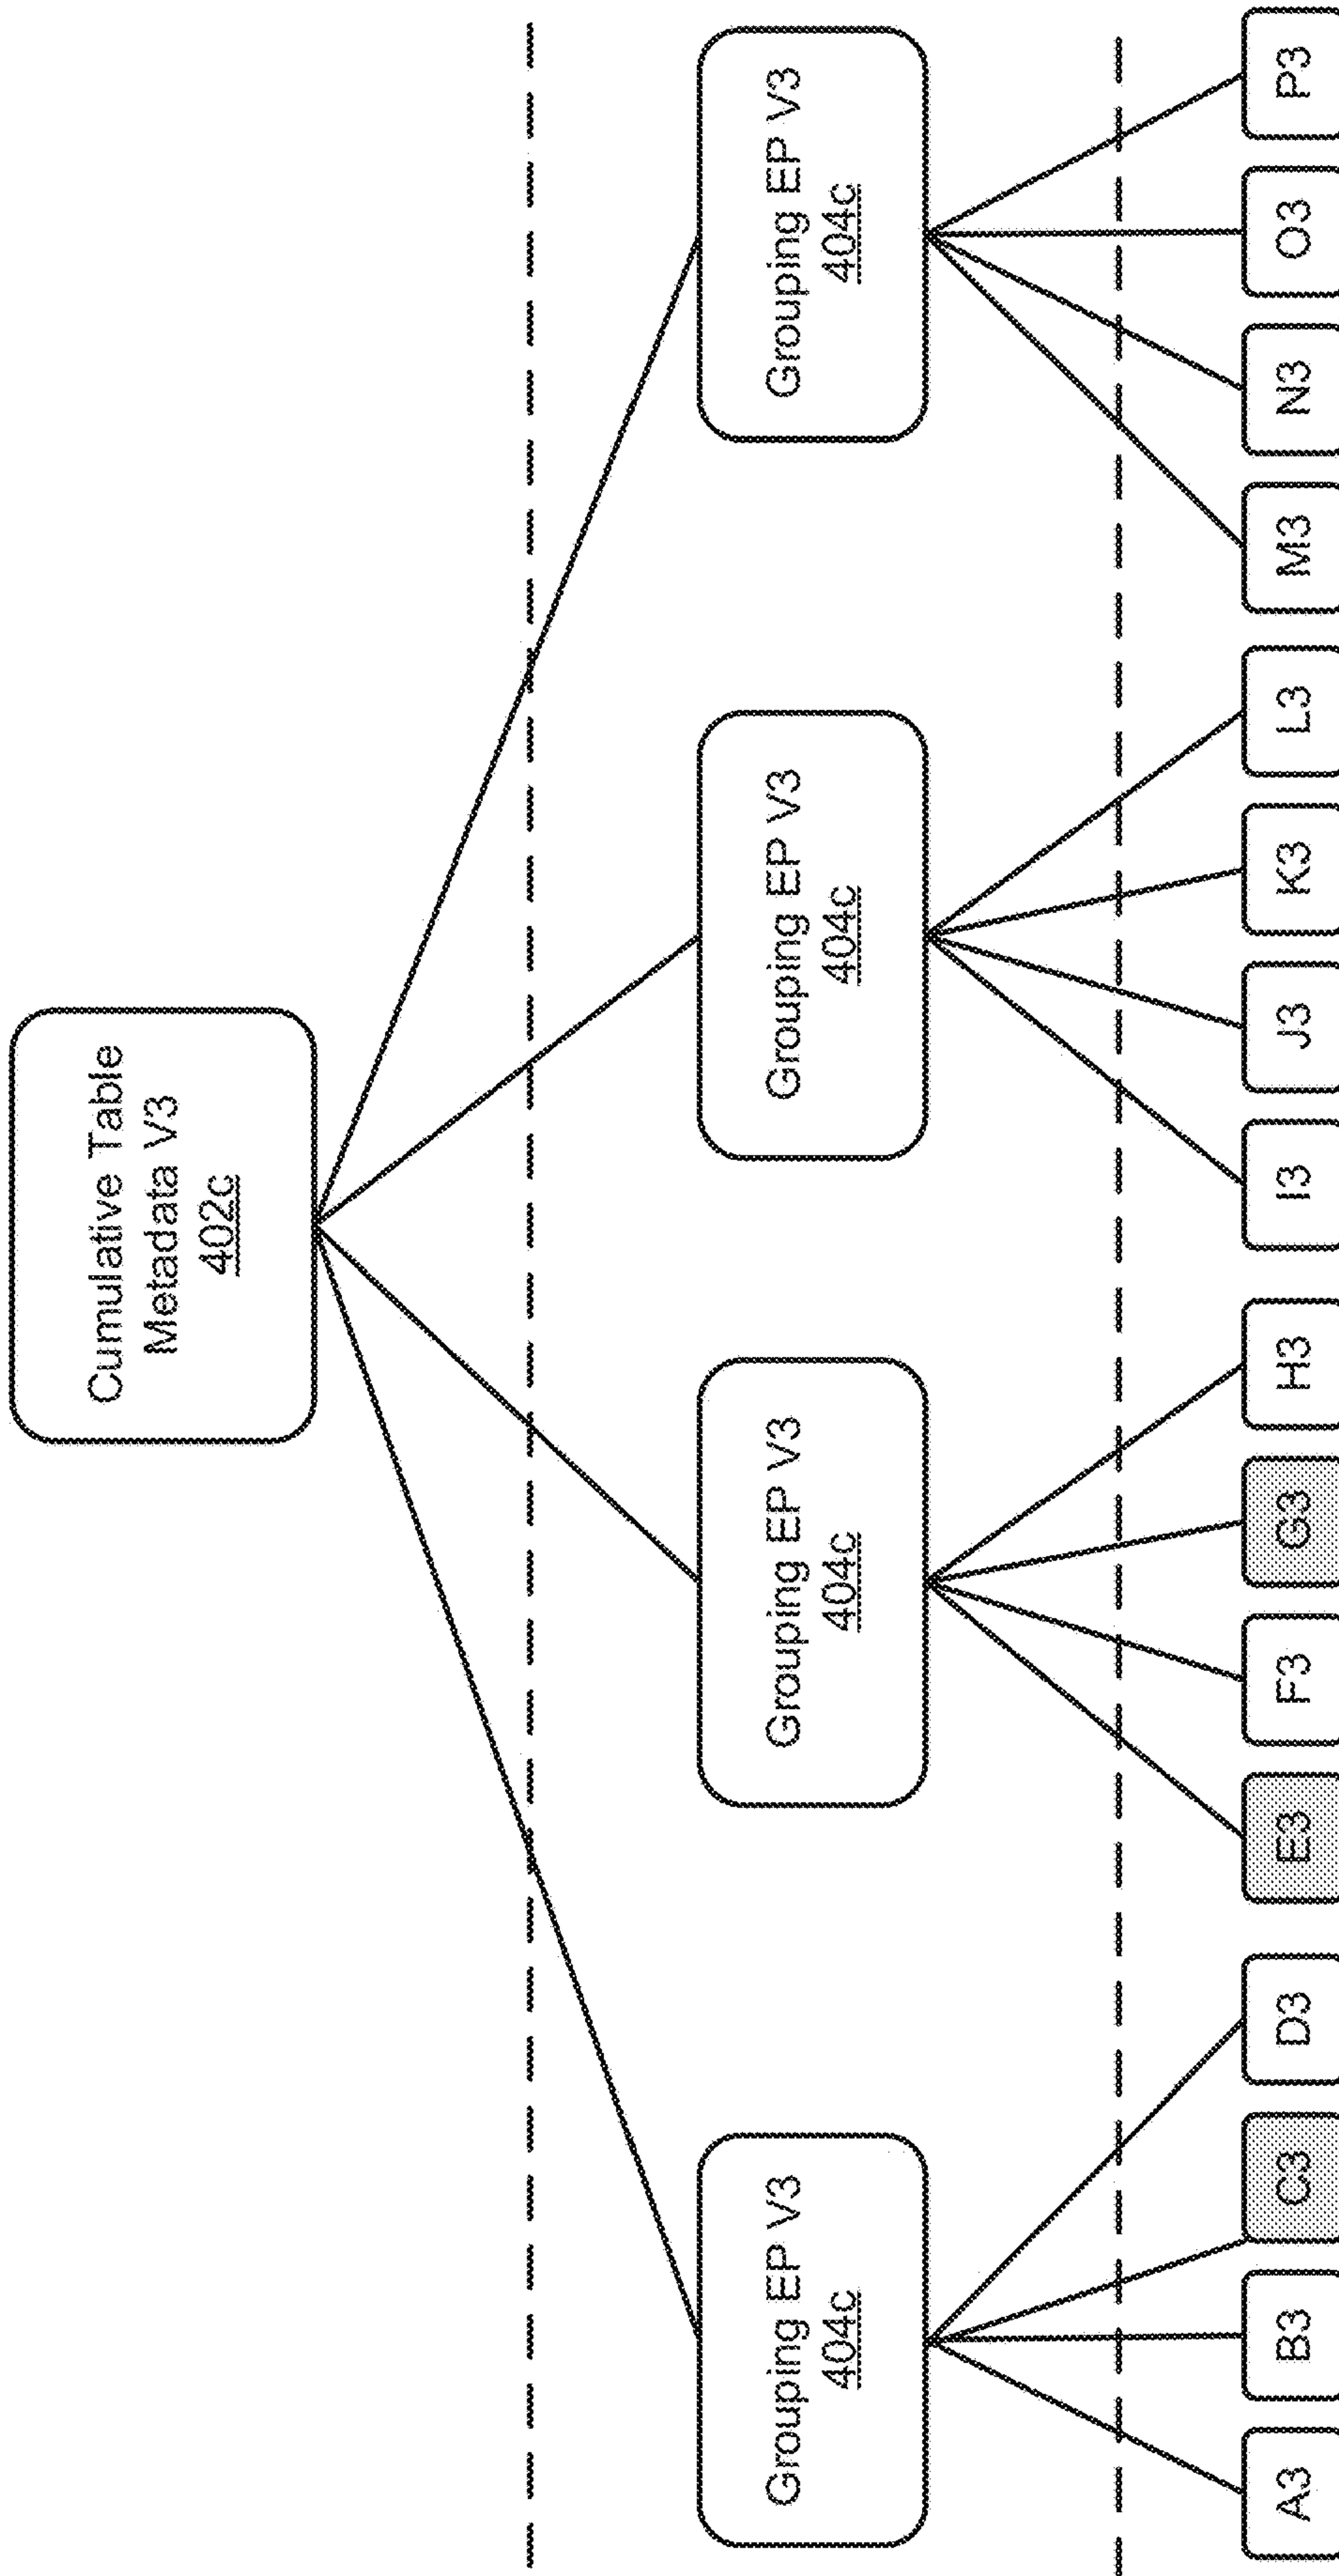 Cumulative Table
Metadata V3
402c
Grouping EP V3
404c
Grouping EP V3
404c
Grouping EP V3
404c
Grouping EP V3
404c
A3
B3
C3
D3
E3
F3
G3
H3
I3
J3
K3
L3
M3
N3
O3
P3